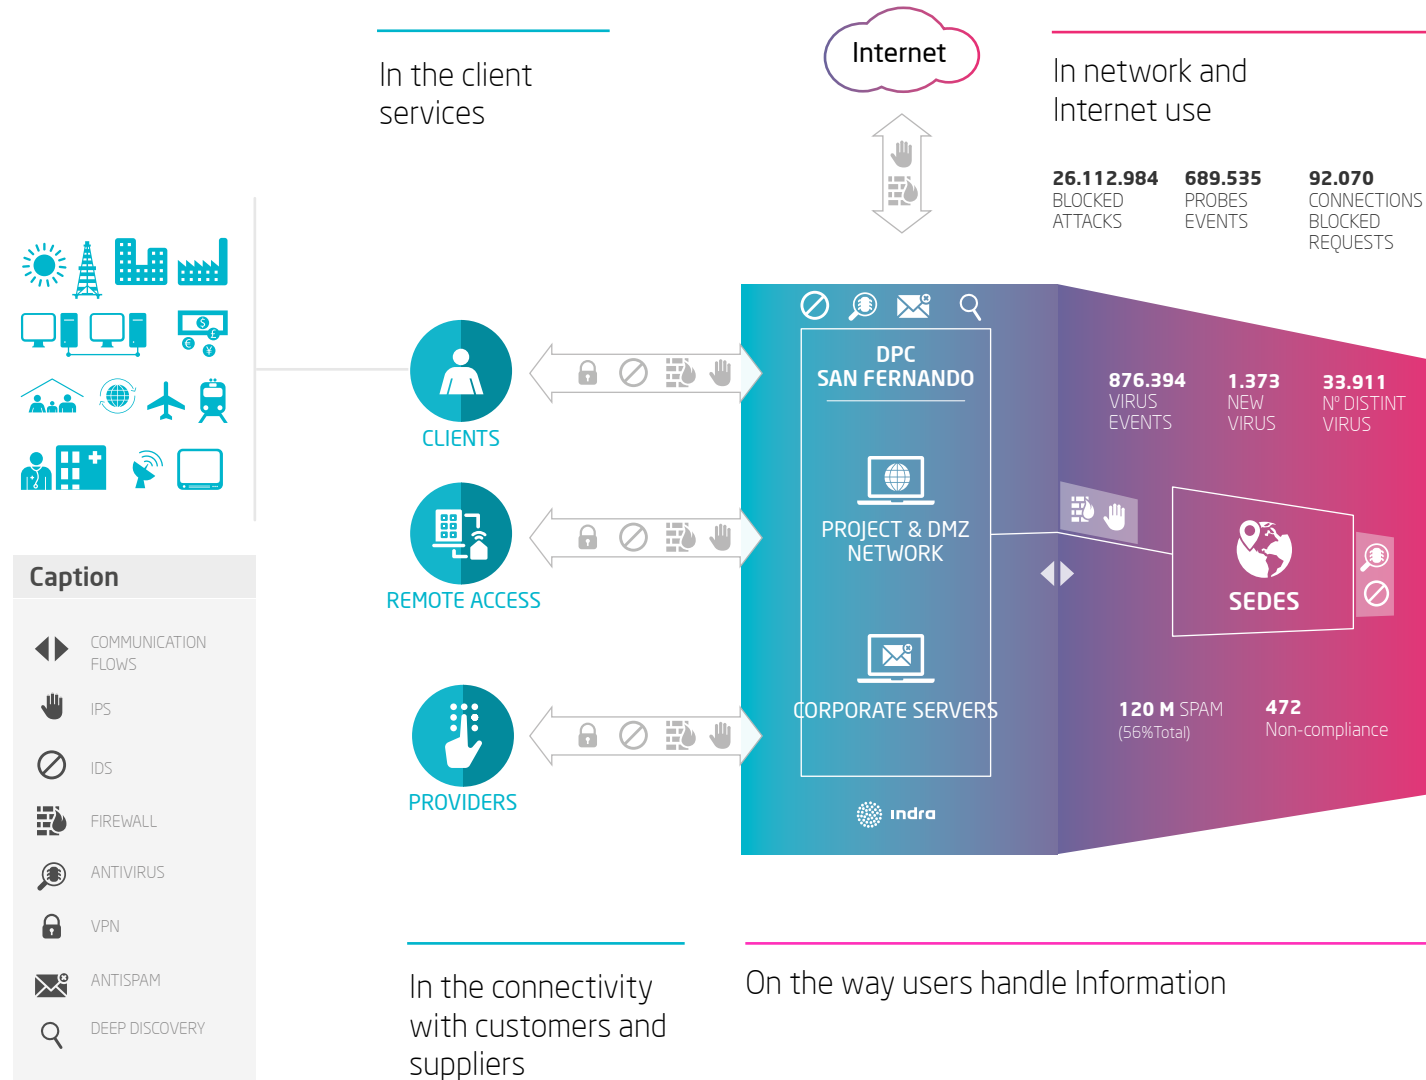 In the client
services
Internet
In network and
Internet use
26.112.984
BLOCKED
ATTACKS
689.535
PROBES
EVENTS
92.070
CONNECTIONS
BLOCKED
REQUESTS
$
£
€
¥
CLIENTS
REMOTE ACCESS
PROVIDERS
DPC
SAN FERNANDO
PROJECT & DMZ
NETWORK
CORPORATE SERVERS
indra
876.394
VIRUS
EVENTS
1.373
NEW
VIRUS
33.911
Nº DISTINT
VIRUS
SEDES
120 M SPAM
(56%Total)
472
Non-compliance
Caption
COMMUNICATION
FLOWS
IPS
IDS
FIREWALL
ANTIVIRUS
VPN
ANTISPAM
DEEP DISCOVERY
In the connectivity
with customers and
suppliers
On the way users handle Information